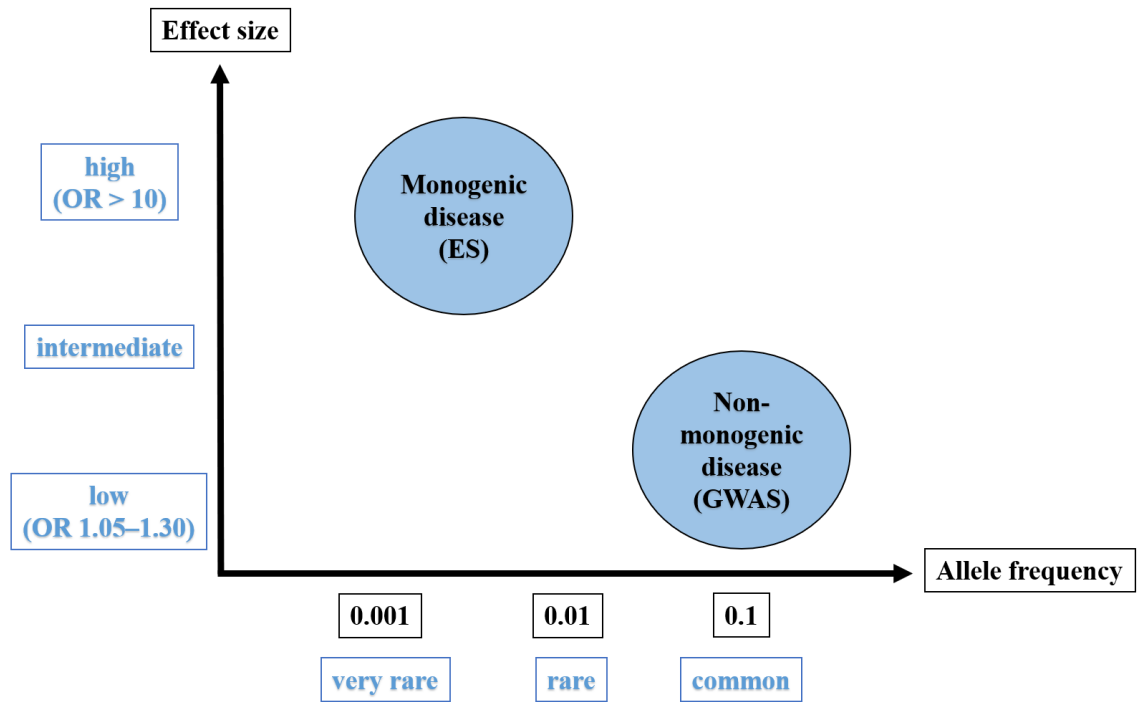 Effect size
high
(OR > 10)
Monogenic
disease
(ES)
intermediate
Non-
monogenic
disease
(GWAS)
low
(OR 1.05–1.30)
Allele frequency
0.001
0.01
0.1
very rare
rare
common